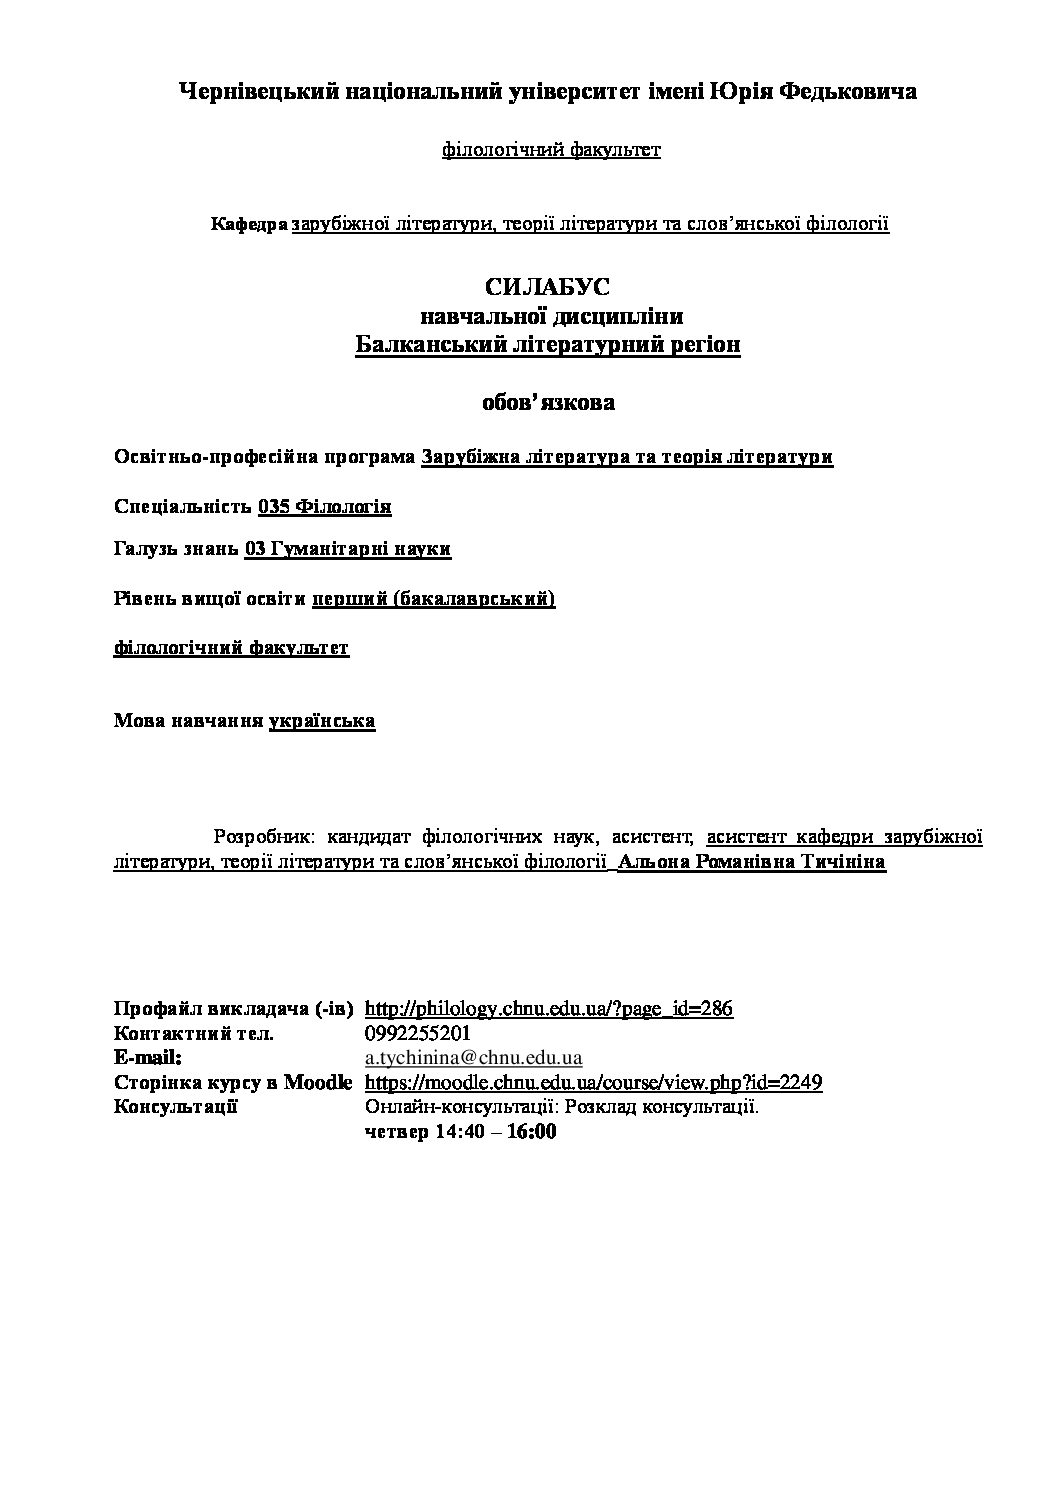 Чернівецький національний університет імені Юрія Федьковича
філологічний факультет
Кафедра зарубіжної літератури, теорії літератури та слов’янської філології
СИЛАБУС
навчальної дисципліни
Балканський літературний регіон
обов’язкова
Освітньо-професійна програма Зарубіжна література та теорія літератури
Спеціальність 035 Філологія
Галузь знань 03 Гуманітарні науки
Рівень вищої освіти перший (бакалаврський)
філологічний факультет
Мова навчання українська
Розробник: кандидат філологічних наук, асистент, асистент кафедри зарубіжної
літератури, теорії літератури та слов’янської філології_Альона Романівна Тичініна
Профайл викладача (-ів) http://philology.chnu.edu.ua/?page_id=286
Контактний тел. 0992255201
E-mail: a.tychinina@chnu.edu.ua
Сторінка курсу в Moodle https://moodle.chnu.edu.ua/course/view.php?id=2249
Консультації Онлайн-консультації: Розклад консультації.
четвер 14:40 – 16:00